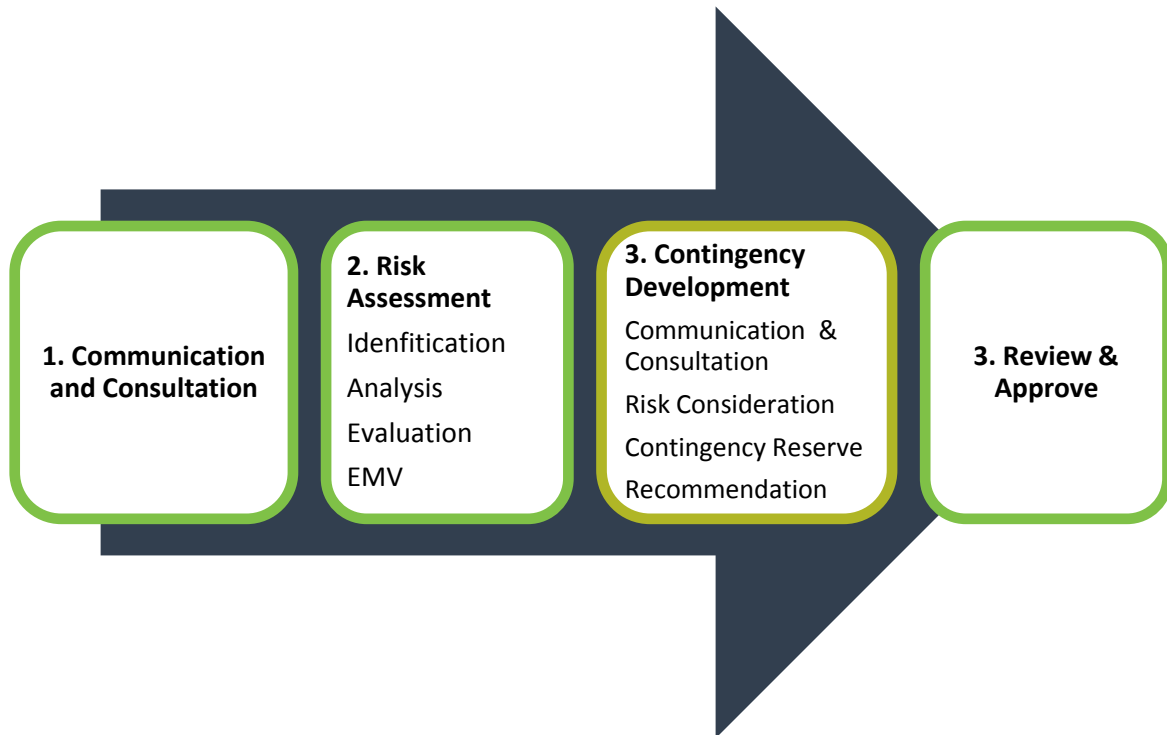 1. Communication
and Consultation
2. Risk
Assessment
Idenfitication
Analysis
Evaluation
EMV
3. Contingency
Development
Communication &
Consultation
Risk Consideration
Contingency Reserve
Recommendation
3. Review &
Approve